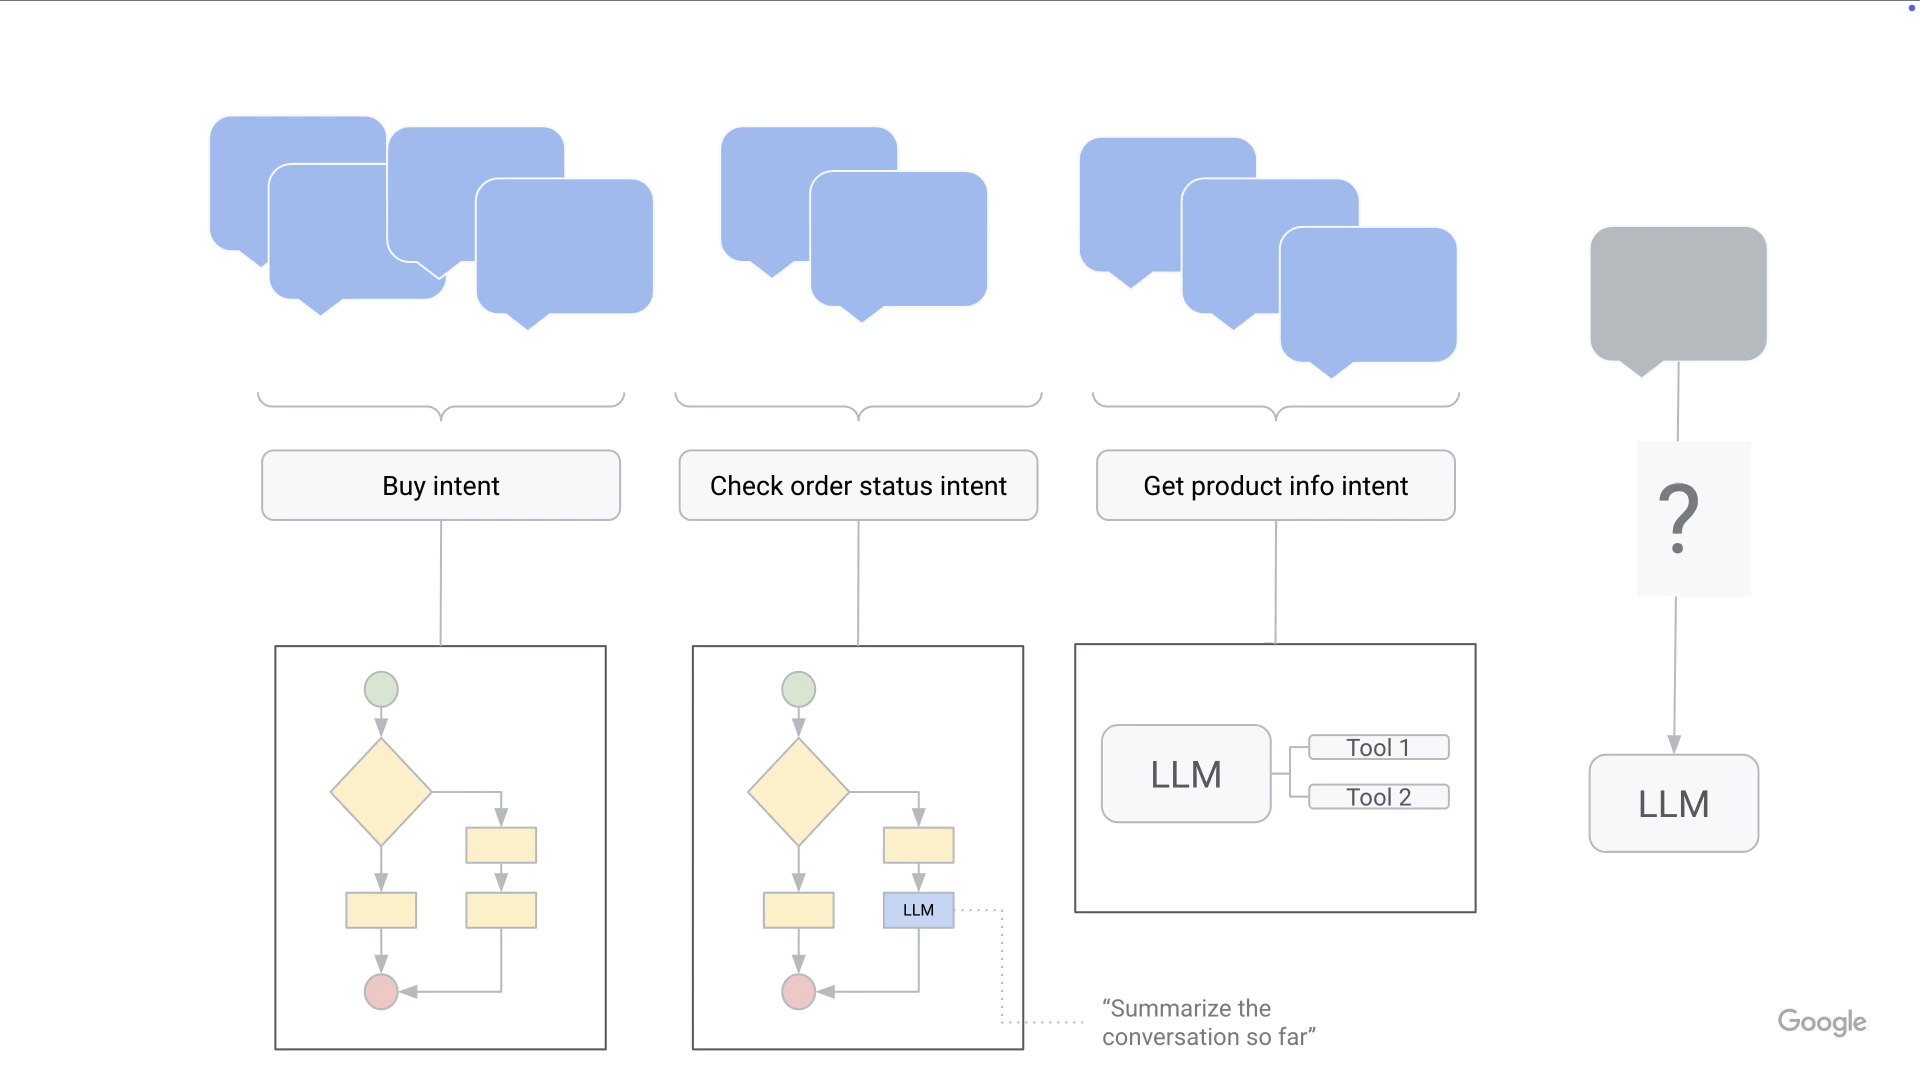 Buy intent
Check order status intent
Get product info intent
?
LLM
Tool 1
Tool 2
LLM
LLM
“Summarize the
conversation so far”
Google